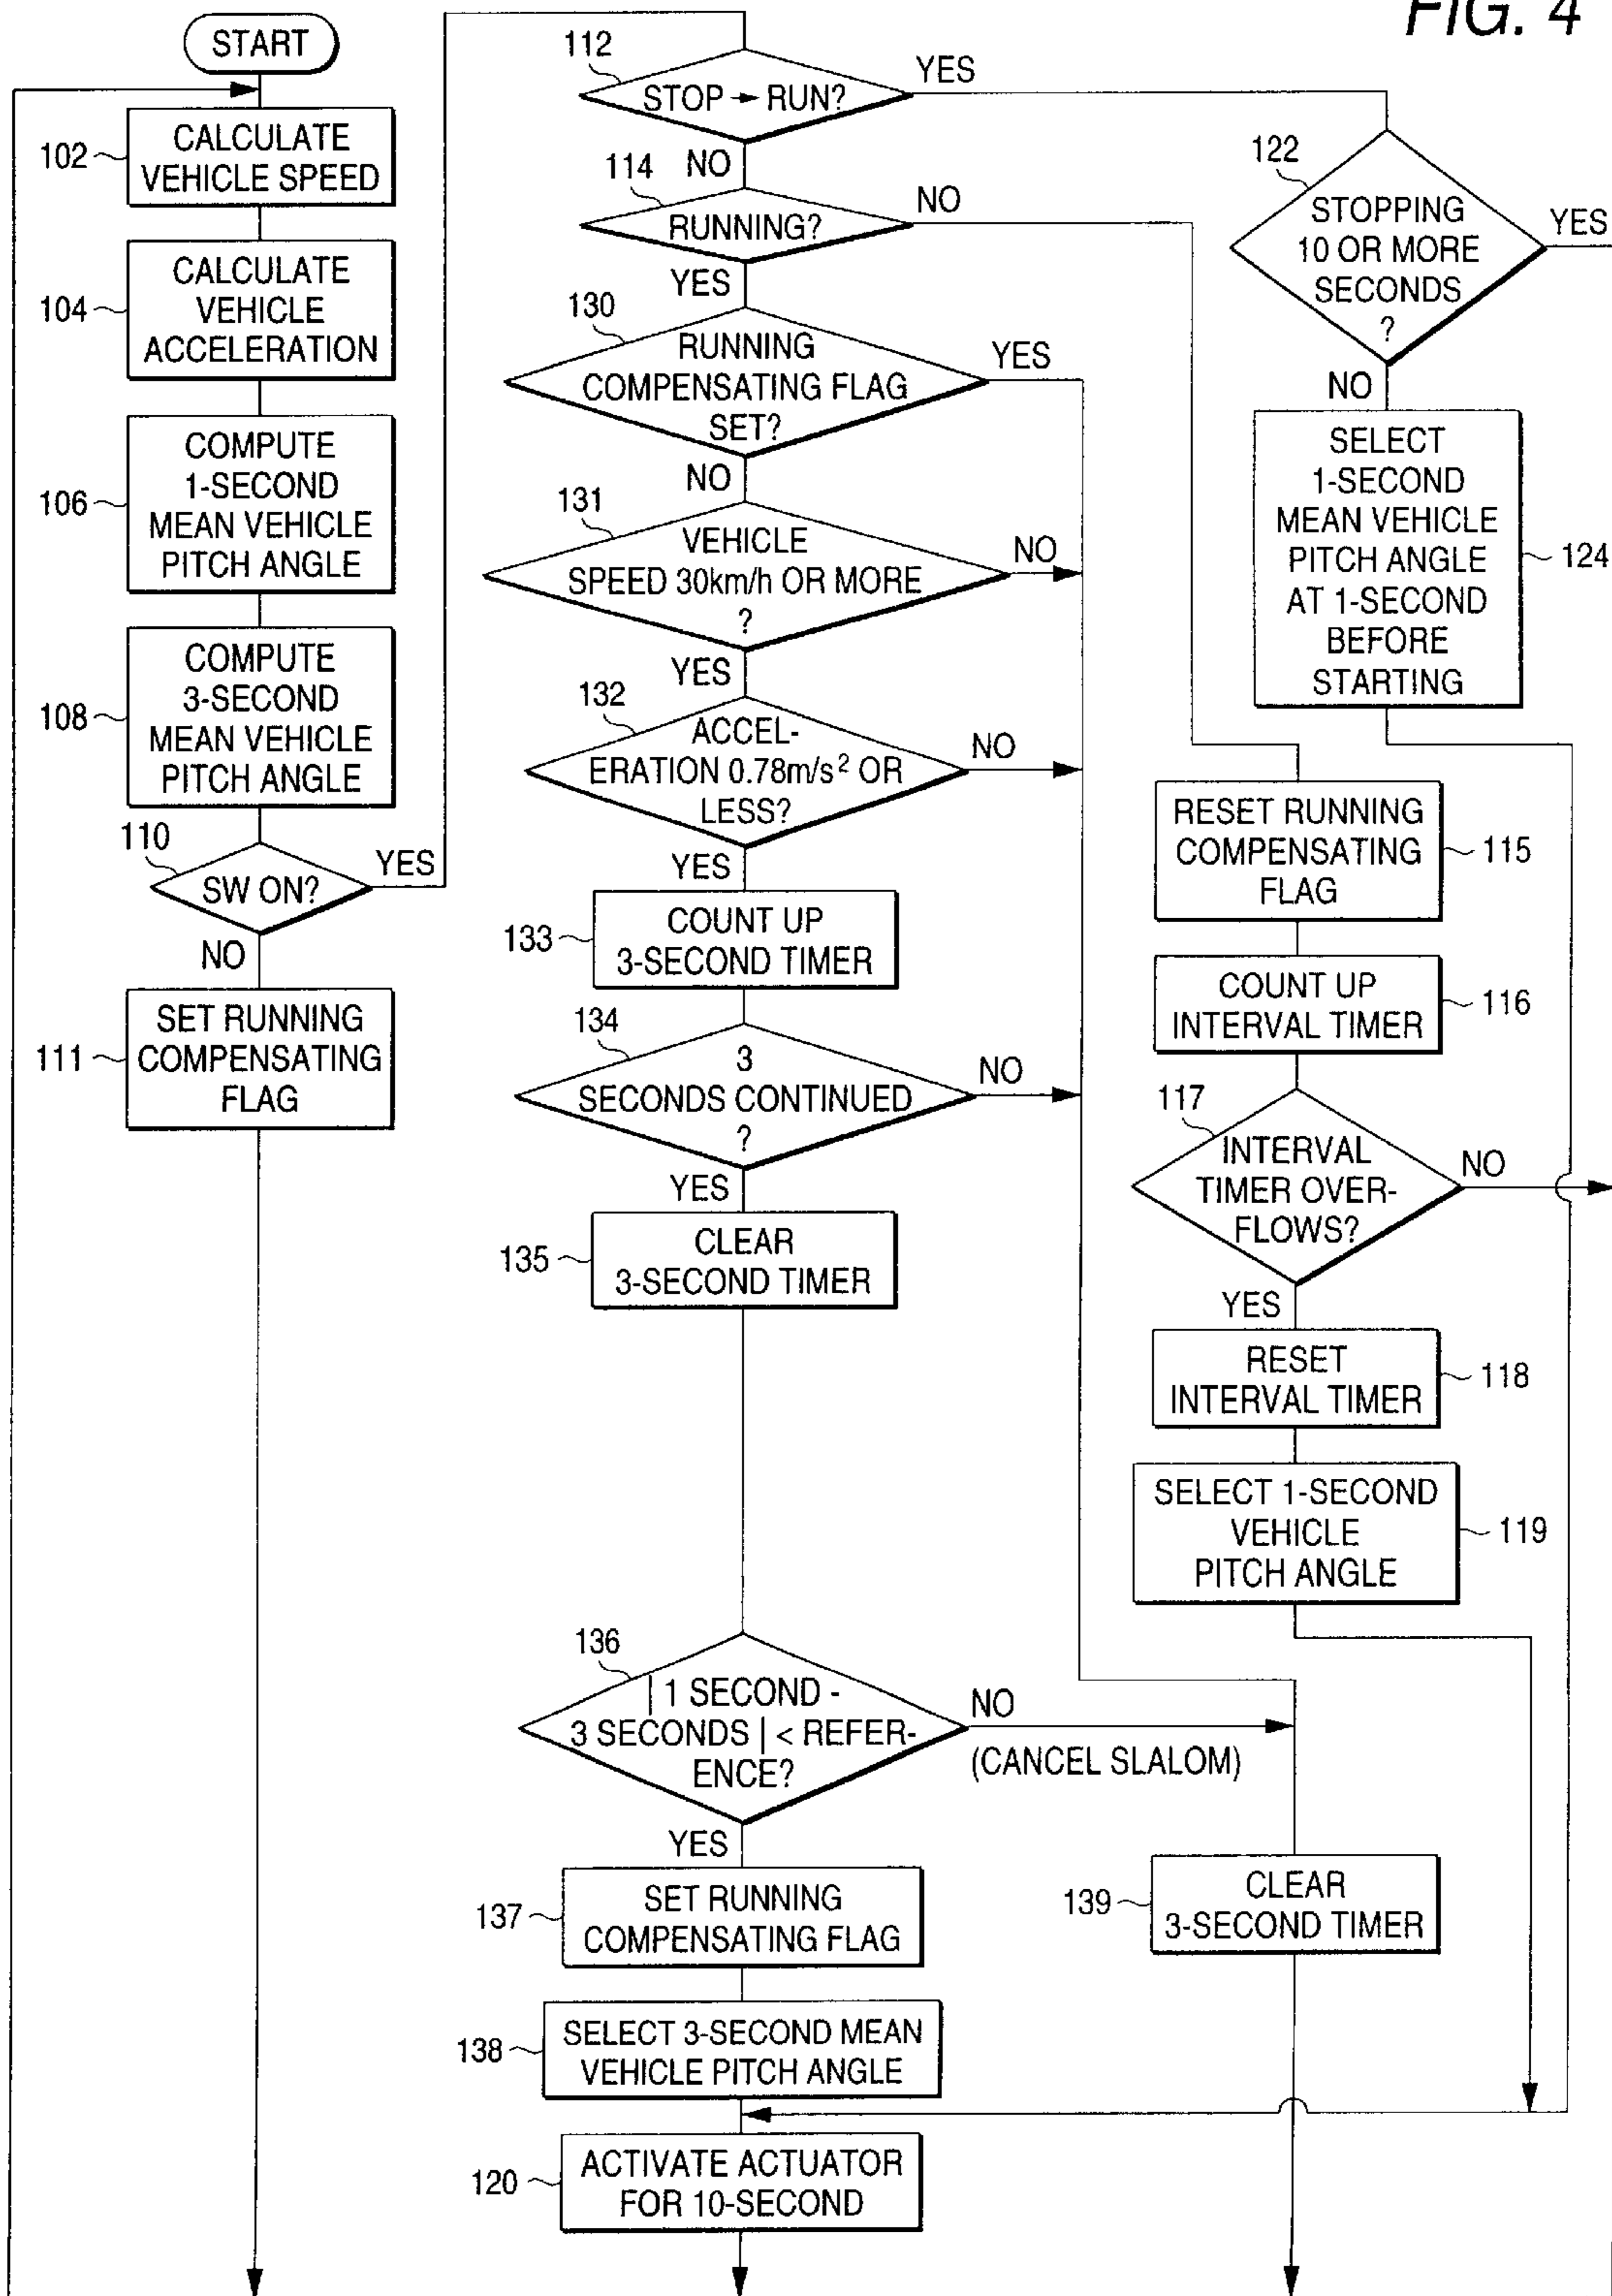 FIG. 4
START
102
CALCULATE
VEHICLE SPEED
104
CALCULATE
VEHICLE
ACCELERATION
106
COMPUTE
1-SECOND
MEAN VEHICLE
PITCH ANGLE
108
COMPUTE
3-SECOND
MEAN VEHICLE
PITCH ANGLE
110
SW ON?
YES
NO
111
SET RUNNING
COMPENSATING
FLAG
112
STOP → RUN?
YES
NO
114
RUNNING?
NO
YES
130
RUNNING
COMPENSATING FLAG
SET?
YES
NO
131
VEHICLE
SPEED 30km/h OR MORE
?
NO
YES
132
ACCEL-
ERATION 0.78m/s² OR
LESS?
NO
YES
133
COUNT UP
3-SECOND TIMER
134
3
SECONDS CONTINUED
?
NO
YES
135
CLEAR
3-SECOND TIMER
136
| 1 SECOND -
3 SECONDS | < REFER-
ENCE?
NO
(CANCEL SLALOM)
YES
137
SET RUNNING
COMPENSATING FLAG
138
SELECT 3-SECOND MEAN
VEHICLE PITCH ANGLE
120
ACTIVATE ACTUATOR
FOR 10-SECOND
122
STOPPING
10 OR MORE
SECONDS
?
YES
NO
SELECT
1-SECOND
MEAN VEHICLE
PITCH ANGLE
AT 1-SECOND
BEFORE
STARTING
124
RESET RUNNING
COMPENSATING
FLAG
115
COUNT UP
INTERVAL TIMER
116
117
INTERVAL
TIMER OVER-
FLOWS?
NO
YES
RESET
INTERVAL TIMER
118
SELECT 1-SECOND
VEHICLE
PITCH ANGLE
119
139
CLEAR
3-SECOND TIMER